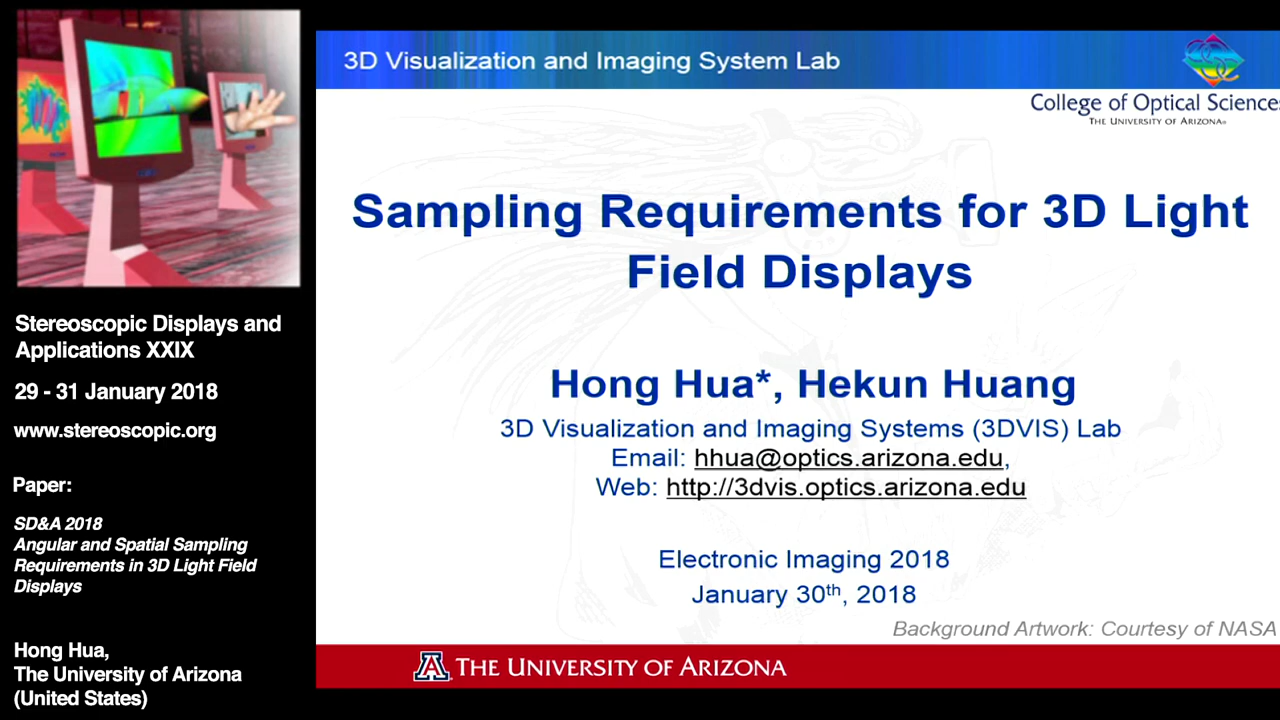 Stereoscopic Displays and
Applications XXIX
29 - 31 January 2018
www.stereoscopic.org
Paper:
SD&A 2018
Angular and Spatial Sampling
Requirements in 3D Light Field
Displays
Hong Hua,
The University of Arizona
(United States)
3D Visualization and Imaging System Lab
College of Optical Sciences
THE UNIVERSITY OF ARIZONA®
Sampling Requirements for 3D Light
Field Displays
Hong Hua*, Hekun Huang
3D Visualization and Imaging Systems (3DVIS) Lab
Email: hhua@optics.arizona.edu,
Web: http://3dvis.optics.arizona.edu
Electronic Imaging 2018
January 30th, 2018
Background Artwork: Courtesy of NASA
A THE UNIVERSITY OF ARIZONA